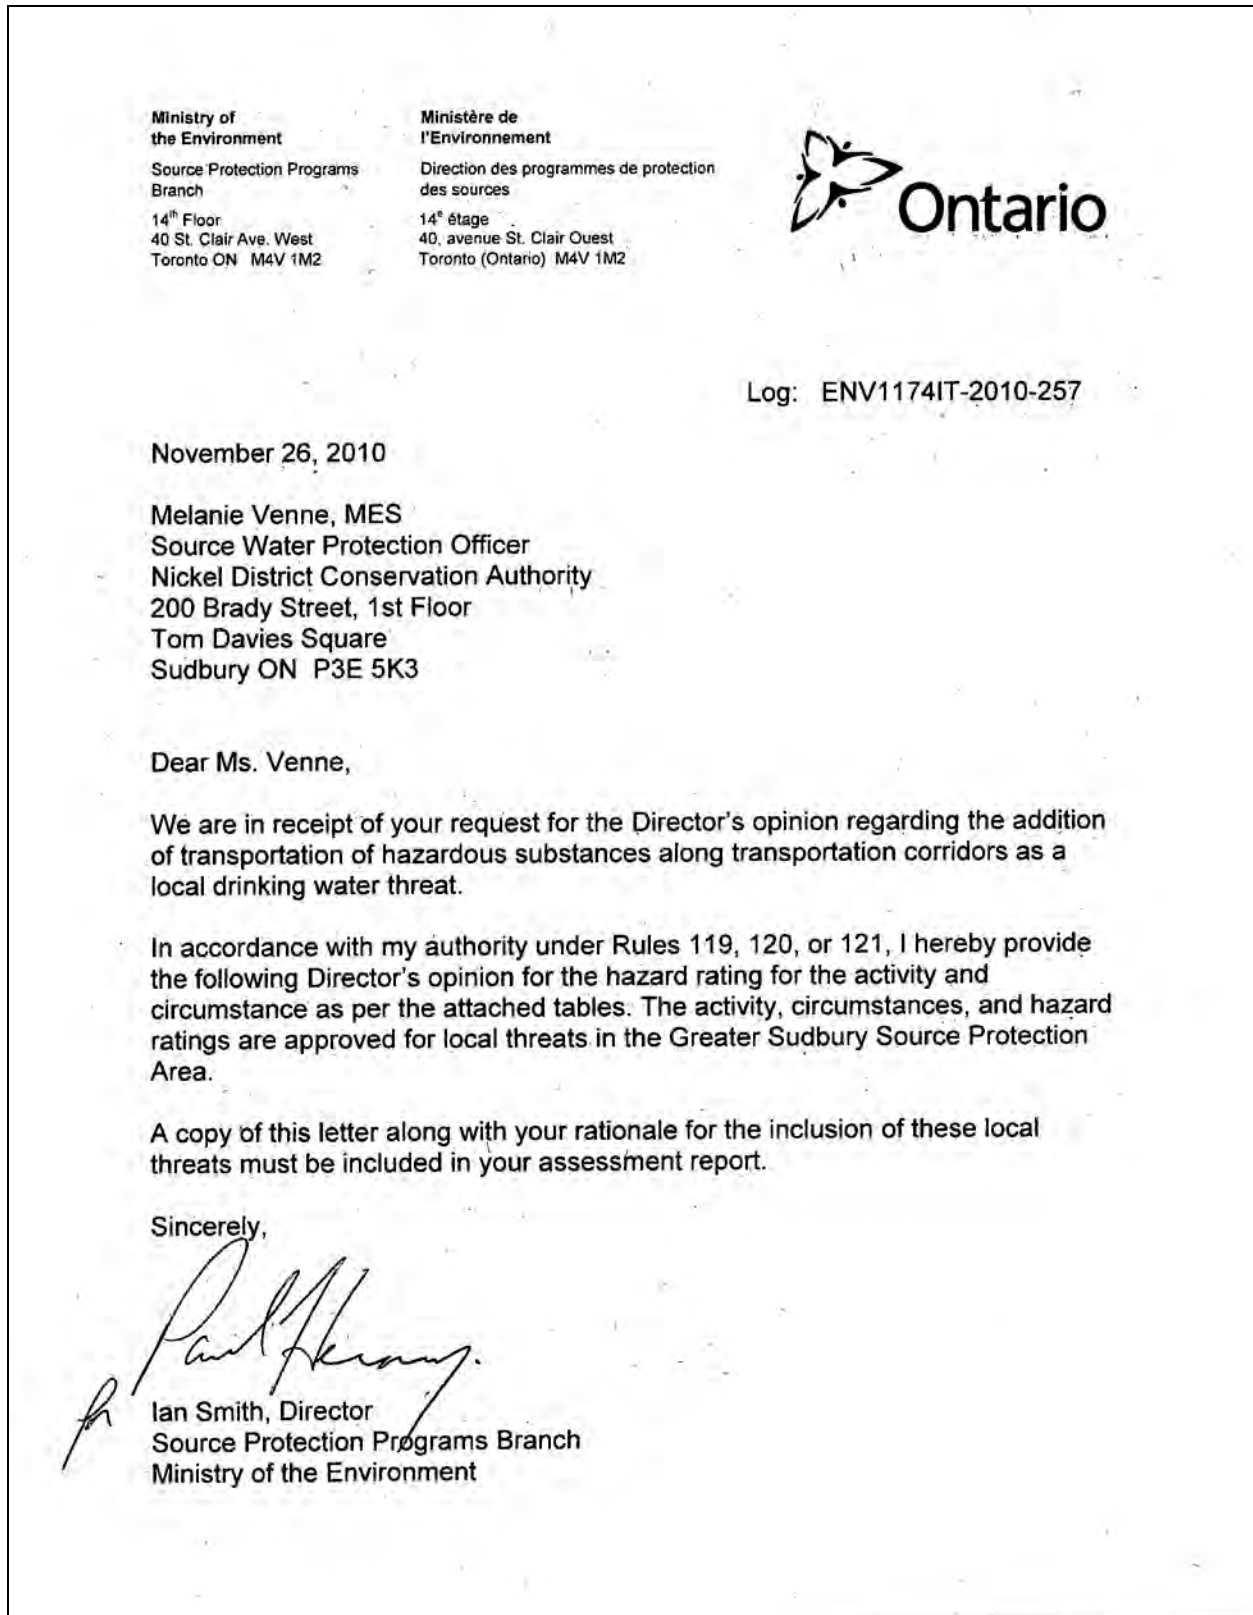 Ministry of
the Environment
Source Protection Programs
Branch
14th Floor
40 St. Clair Ave. West
Toronto ON M4V 1M2
Ministère de
l'Environnement
Direction des programmes de protection
des sources
14e étage
40, avenue St. Clair Ouest
Toronto (Ontario) M4V 1M2
Ontario
Log: ENV1174IT-2010-257
November 26, 2010
Melanie Venne, MES
Source Water Protection Officer
Nickel District Conservation Authority
200 Brady Street, 1st Floor
Tom Davies Square
Sudbury ON P3E 5K3
Dear Ms. Venne,
We are in receipt of your request for the Director's opinion regarding the addition
of transportation of hazardous substances along transportation corridors as a
local drinking water threat.
In accordance with my authority under Rules 119, 120, or 121, I hereby provide
the following Director's opinion for the hazard rating for the activity and
circumstance as per the attached tables. The activity, circumstances, and hazard
ratings are approved for local threats in the Greater Sudbury Source Protection
Area.
A copy of this letter along with your rationale for the inclusion of these local
threats must be included in your assessment report.
Sincerely,
Paul
for
Ian Smith, Director
Source Protection Programs Branch
Ministry of the Environment